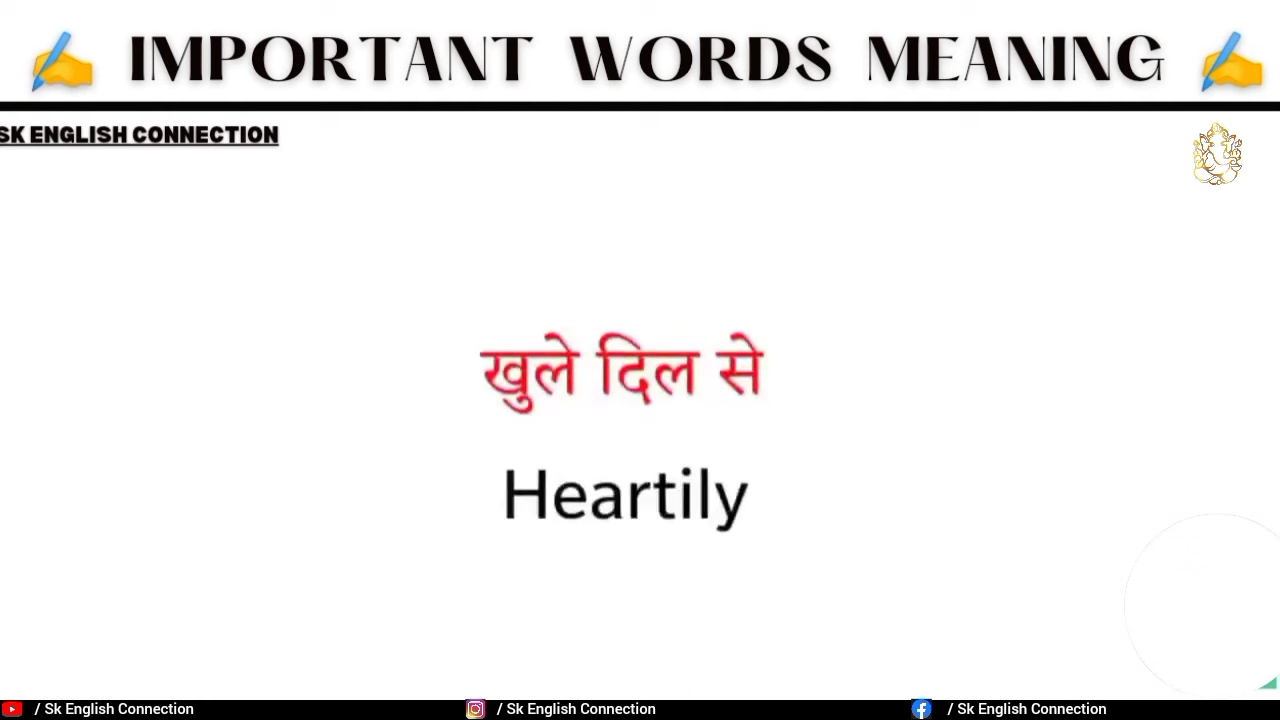 ✍️ IMPORTANT WORDS MEANING ✍️
SK ENGLISH CONNECTION
खुले दिल से
Heartily
/ Sk English Connection
/ Sk English Connection
/ Sk English Connection